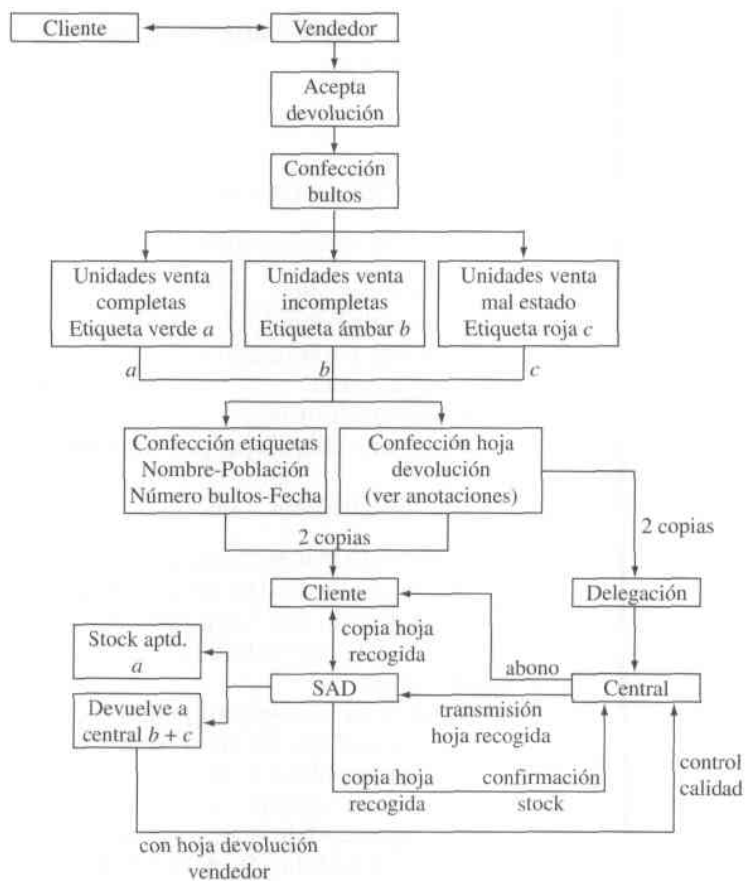 Cliente
Vendedor
Acepta
devolución
Confección
bultos
Unidades venta
completas
Etiqueta verde a
Unidades venta
incompletas
Etiqueta ámbar b
Unidades venta
mal estado
Etiqueta roja c
a
b
c
Confección etiquetas
Nombre-Población
Número bultos-Fecha
Confección hoja
devolución
(ver anotaciones)
2 copias
2 copias
Cliente
Delegación
copia hoja
recogida
Stock aptd.
a
abono
SAD
Central
Devuelve a
central b + c
transmisión
hoja recogida
control
calidad
copia hoja
recogida
confirmación
stock
con hoja devolución
vendedor